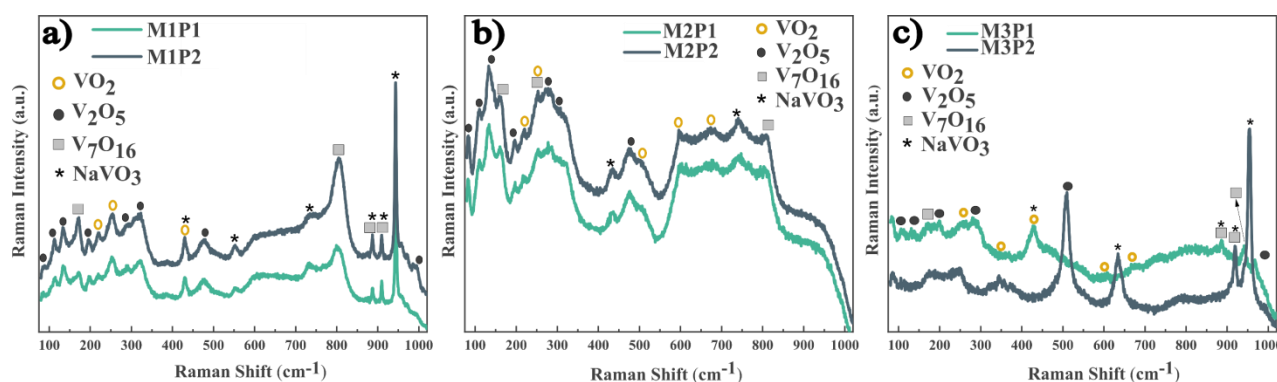 a)
M1P1
M1P2
VO2
V2O5
V7O16
NaVO3
Raman Intensity (a.u.)
100 200 300 400 500 600 700 800 900 1000
Raman Shift (cm-1)
b)
M2P1
M2P2
VO2
V2O5
V7O16
NaVO3
Raman Intensity (a.u.)
100 200 300 400 500 600 700 800 900 1000
Raman Shift (cm-1)
c)
M3P1
M3P2
VO2
V2O5
V7O16
NaVO3
Raman Intensity (a.u.)
100 200 300 400 500 600 700 800 900 1000
Raman Shift (cm-1)